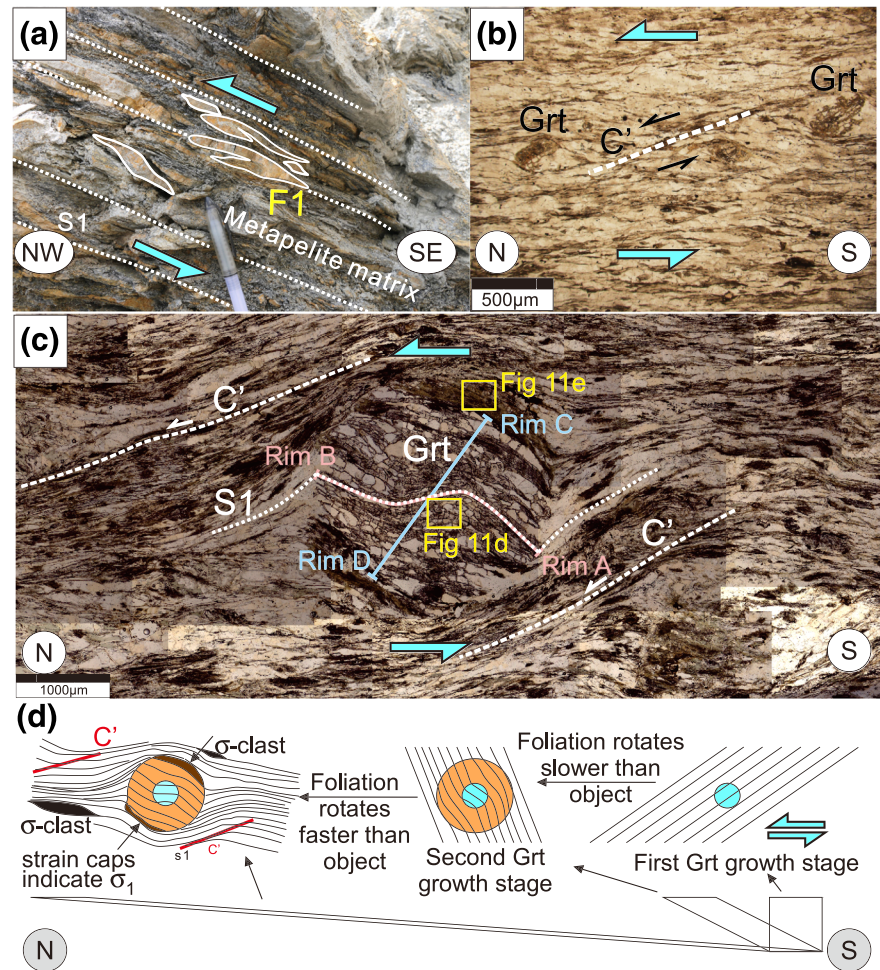 (a)
F1
S1
Metapelite matrix
NW
SE
(b)
Grt
Grt
C'
N
S
500µm
(c)
C'
Fig 11e
Rim C
Grt
Rim B
S1
Fig 11d
C'
Rim D
Rim A
N
S
1000µm
(d)
C'
σ-clast
σ-clast
strain caps
indicate σ1
s1
C'
Foliation
rotates
faster than
object
Second Grt
growth stage
Foliation rotates
slower than
object
First Grt growth stage
N
S